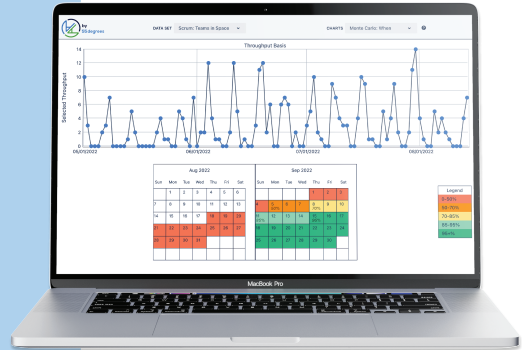 by
55degrees
DATA SET Scrum: Teams In Space
CHARTS Monte Carlo: When
Throughput Basis
Selected Throughput
14
12
10
8
6
4
2
0
05/01/2022 06/01/2022 07/01/2022 08/01/2022
Aug 2022 Sep 2022
Sun Mon Tue Wed Thu Fri Sat Sun Mon Tue Wed Thu Fri Sat
1 2 3 4 5 6 1 2 3
7 8 9 10 11 12 13 4 5 6 7 8 9 10
50% 70%
14 15 16 17 18 19 20 11 12 13 14 15 16 17
85% 95%
21 22 23 24 25 26 27 18 19 20 21 22 23 24
28 29 30 31 25 26 27 28 29 30
Legend
0-50%
50-70%
70-85%
85-95%
95+%
MacBook Pro